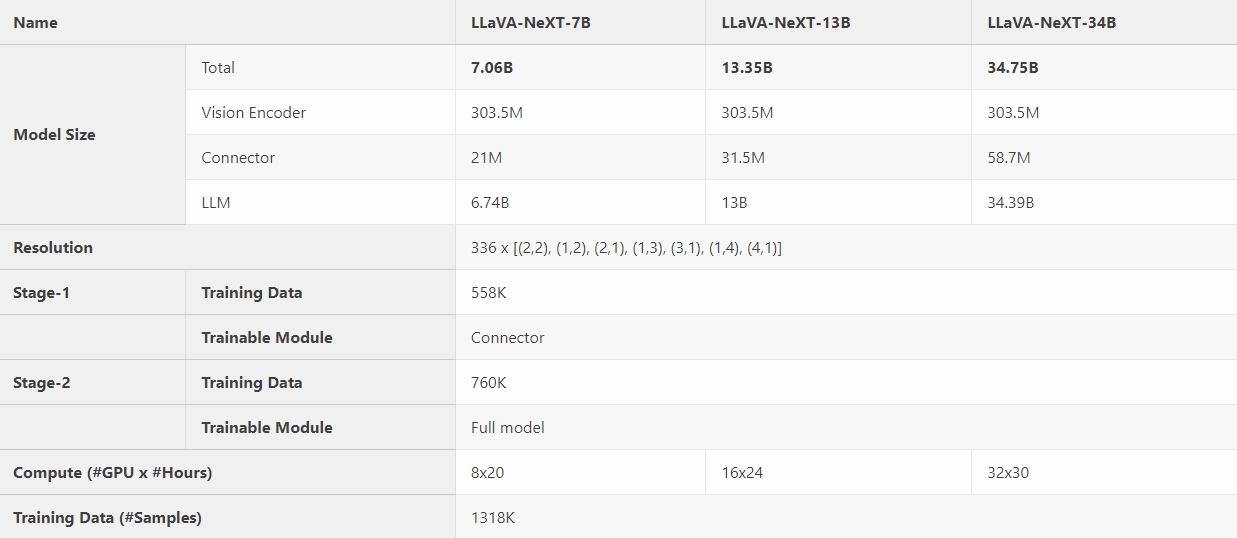 Name LLaVA-NeXT-7B LLaVA-NeXT-13B LLaVA-NeXT-34B
Model Size
Total 7.06B 13.35B 34.75B
Vision Encoder 303.5M 303.5M 303.5M
Connector 21M 31.5M 58.7M
LLM 6.74B 13B 34.39B
Resolution 336 x [(2,2), (1,2), (2,1), (1,3), (3,1), (1,4), (4,1)]
Stage-1 Training Data 558K
Trainable Module Connector
Stage-2 Training Data 760K
Trainable Module Full model
Compute (#GPU x #Hours) 8x20 16x24 32x30
Training Data (#Samples) 1318K